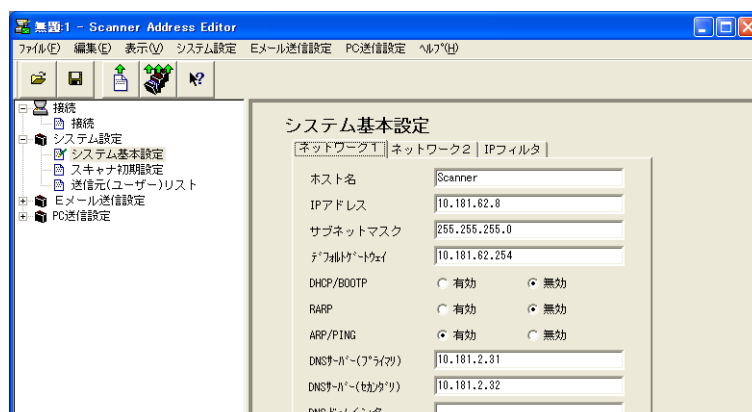 無題:1 - Scanner Address Editor
ファイル(F) 編集(E) 表示(V) システム設定 Eメール送信設定 PC送信設定 ヘルプ(H)
接続
接続
システム設定
システム基本設定
スキャナ初期設定
送信元(ユーザー)リスト
Eメール送信設定
PC送信設定
システム基本設定
ネットワーク1 ネットワーク2 IPフィルタ
ホスト名 Scanner
IPアドレス 10.181.62.8
サブネットマスク 255.255.255.0
デフォルトゲートウェイ 10.181.62.254
DHCP/BOOTP 有効 無効
RARP 有効 無効
ARP/PING 有効 無効
DNSサーバー(プライマリ) 10.181.2.31
DNSサーバー(セカンダリ) 10.181.2.32
DNSドメイン名